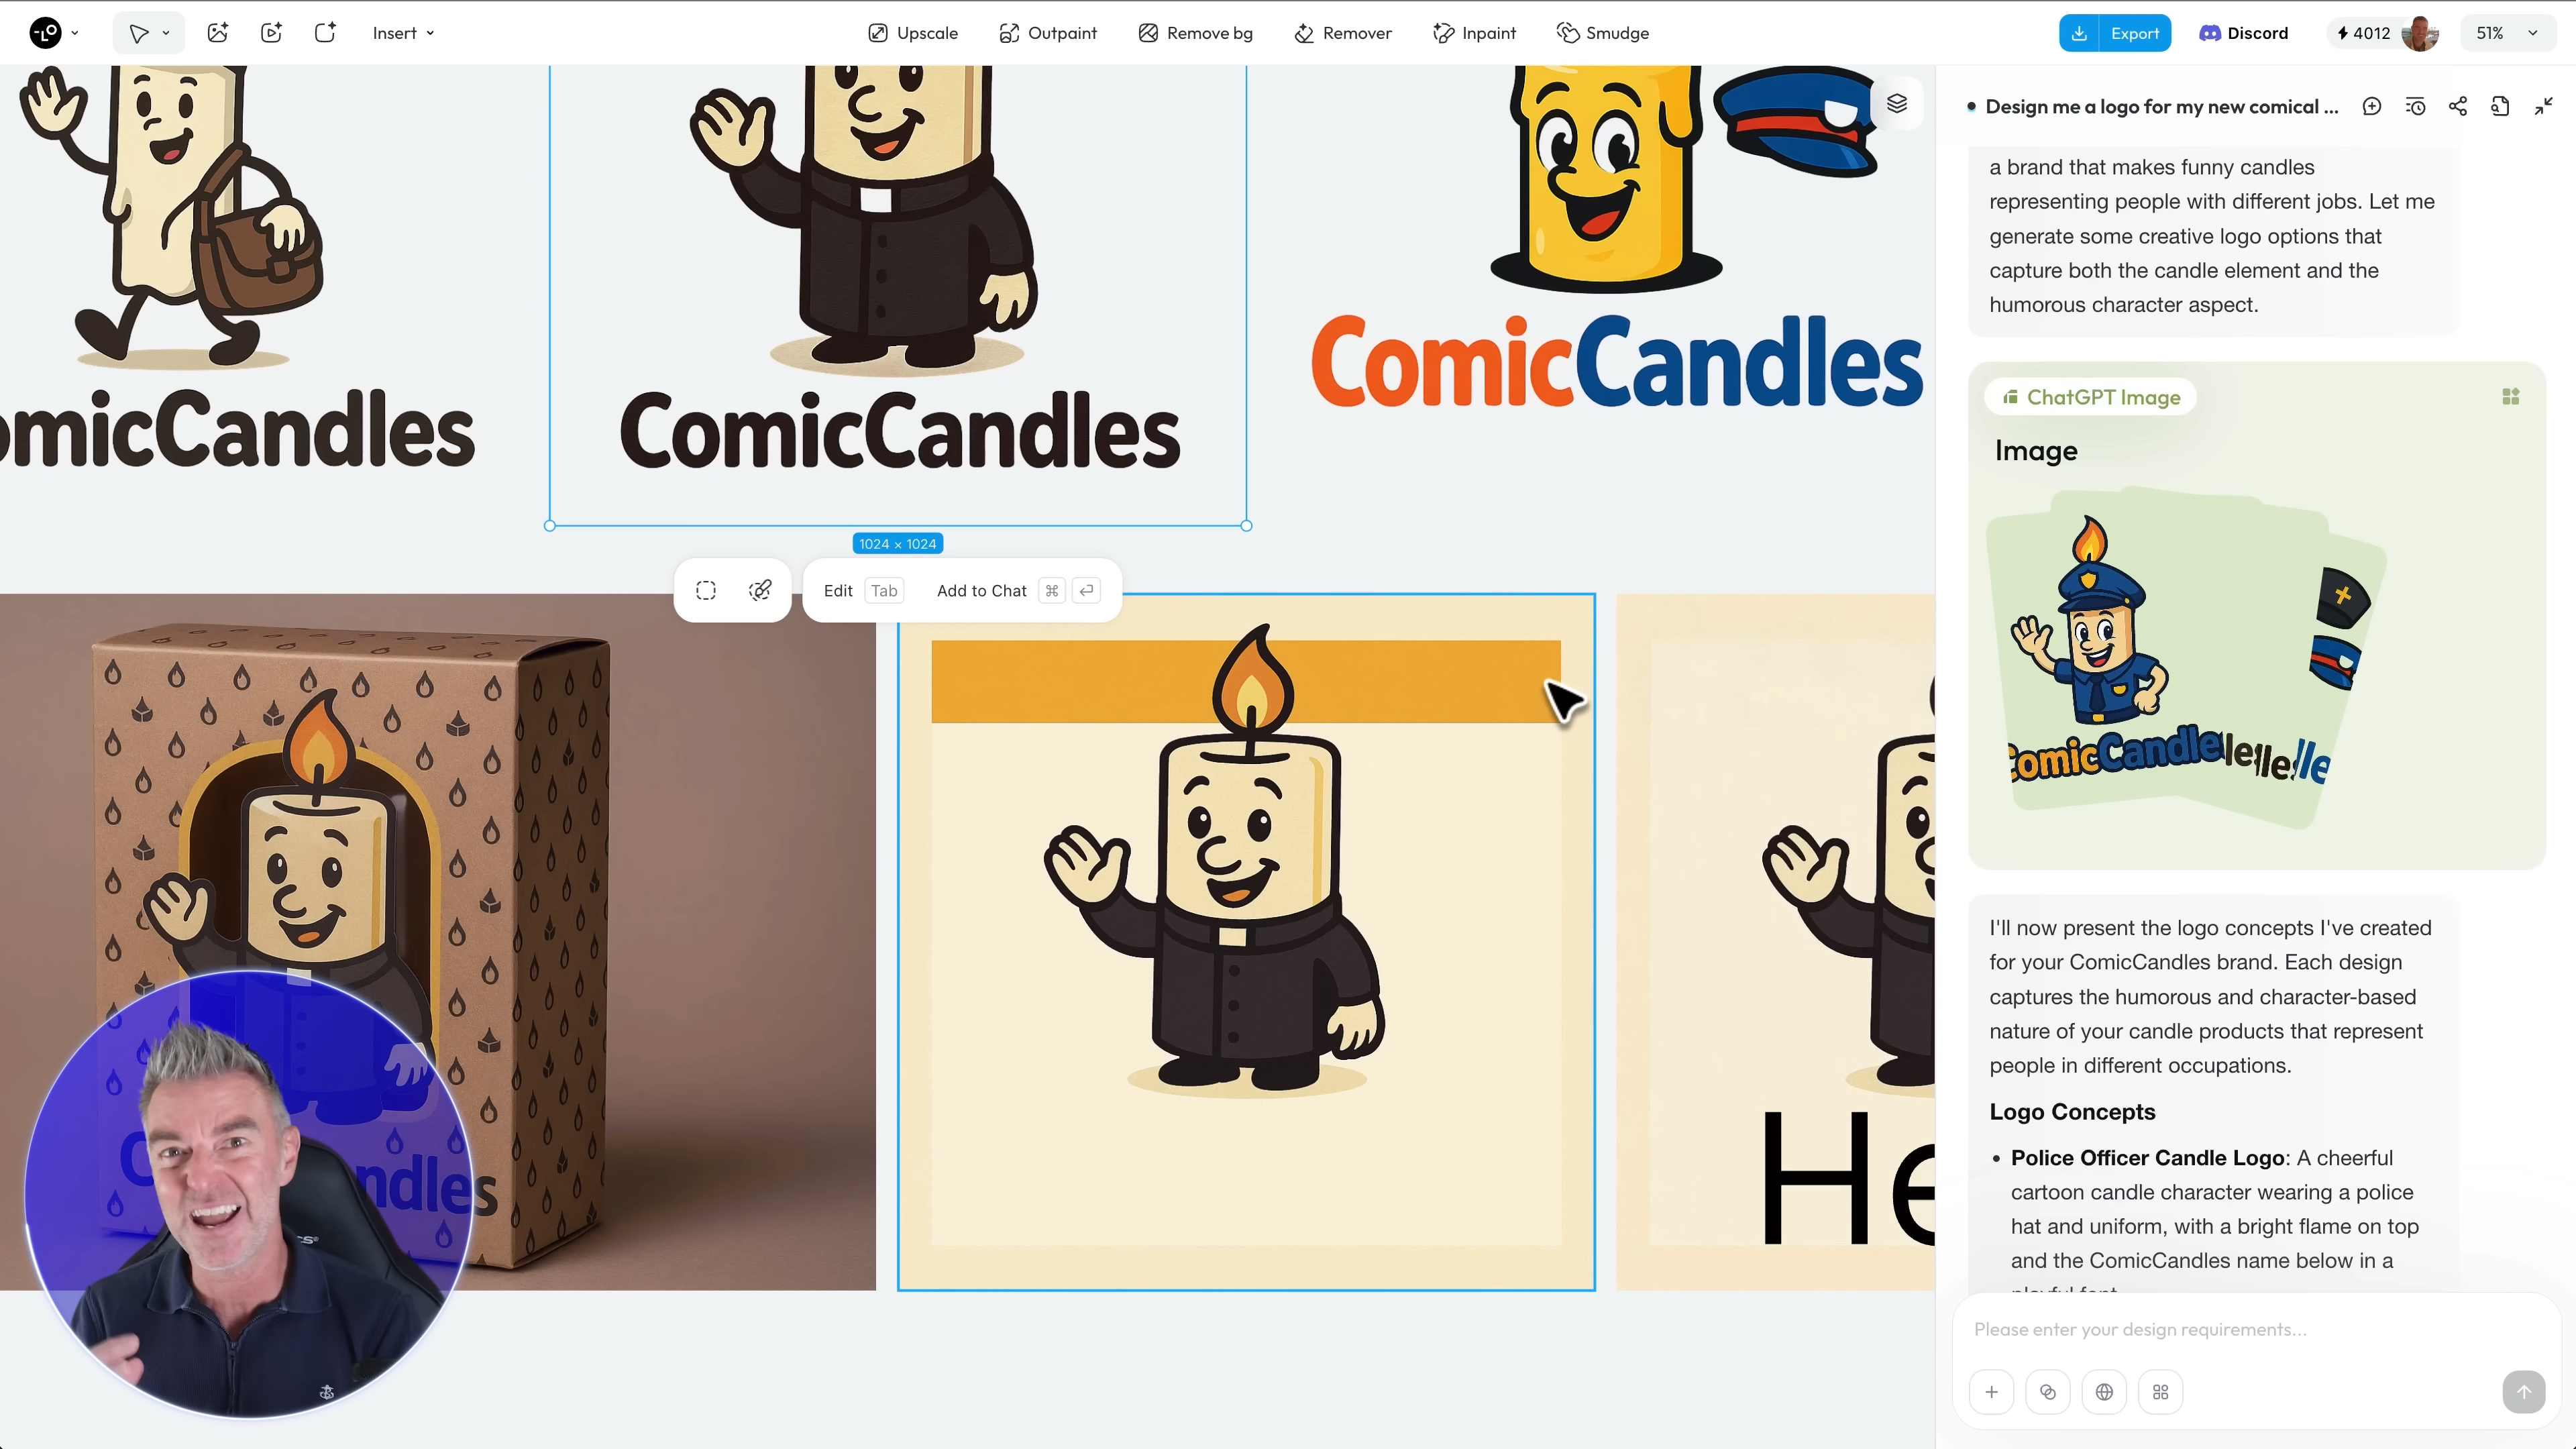 Insert
Upscale
Outpaint
Remove bg
Remover
Inpaint
Smudge
Export
Discord
4012
51%
omicCandles
ComicCandles
ComicCandles
1024 × 1024
Edit Tab
Add to Chat ⌘
He
Design me a logo for my new comical ...
a brand that makes funny candles
representing people with different jobs. Let me
generate some creative logo options that
capture both the candle element and the
humorous character aspect.
ChatGPT Image
Image
I'll now present the logo concepts I've created
for your ComicCandles brand. Each design
captures the humorous and character-based
nature of your candle products that represent
people in different occupations.
Logo Concepts
• Police Officer Candle Logo: A cheerful
cartoon candle character wearing a police
hat and uniform, with a bright flame on top
and the ComicCandles name below in a
playful font
Please enter your design requirements...